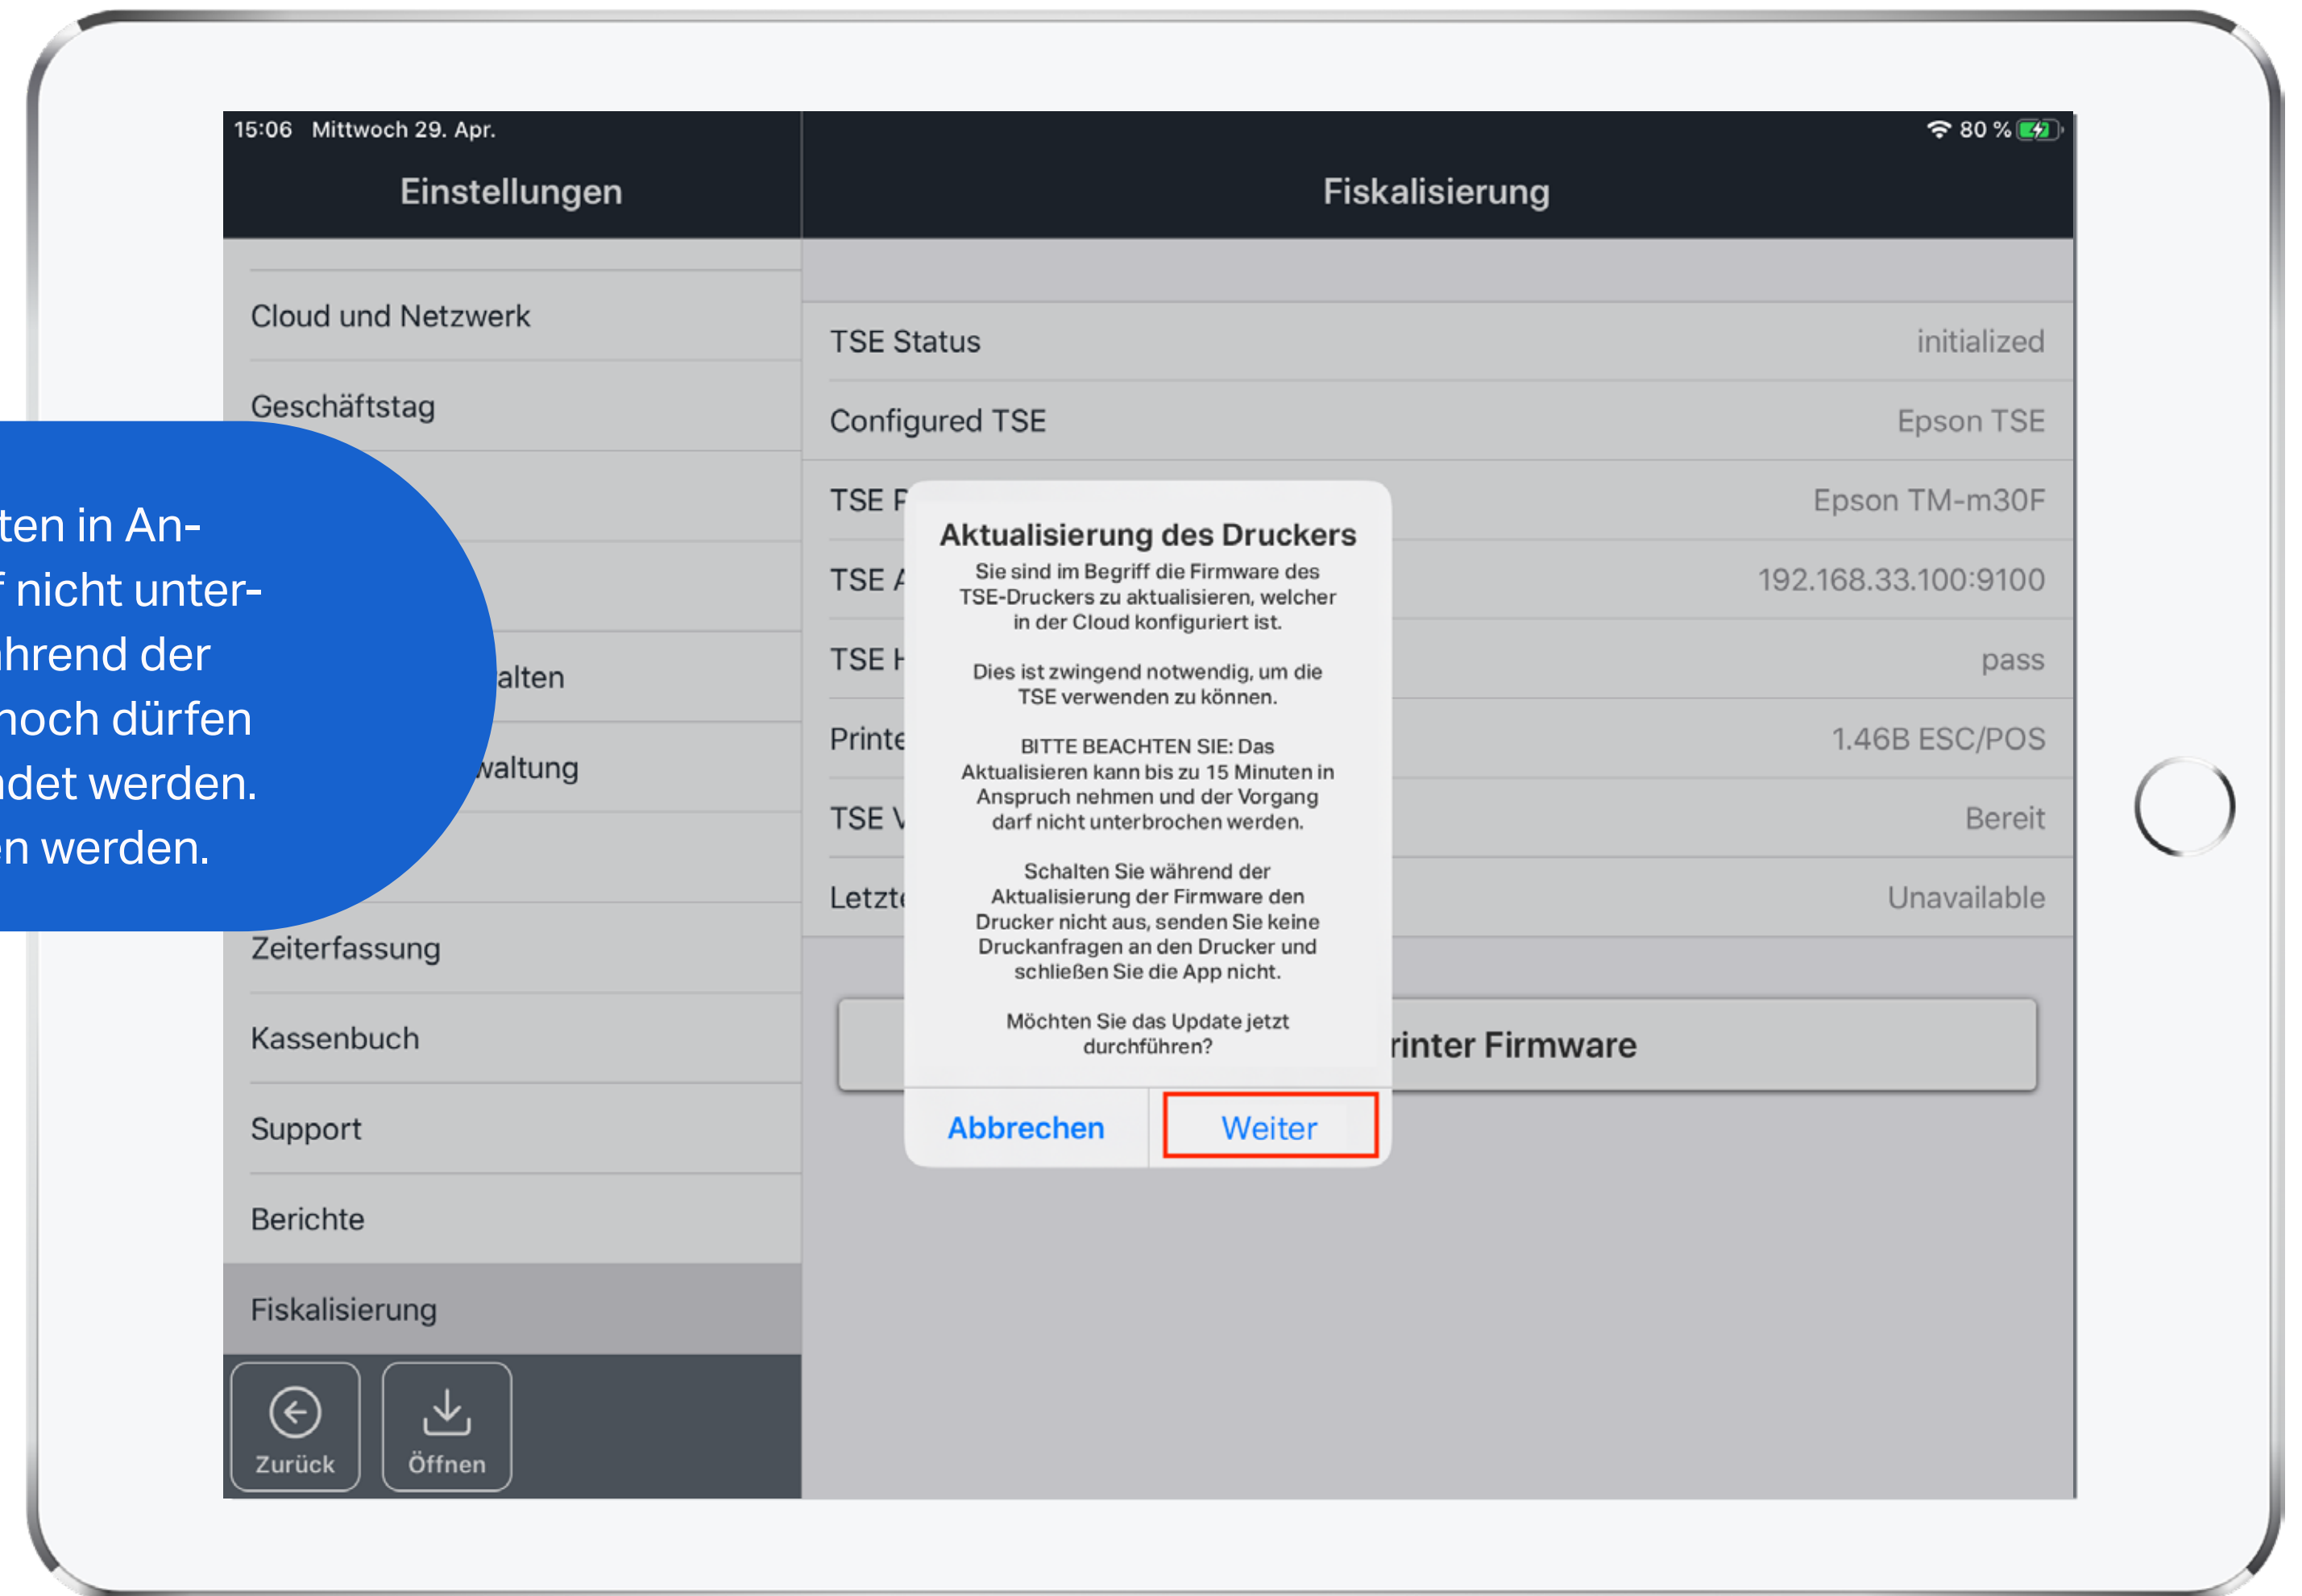 15:06 Mittwoch 29. Apr.
80 %
Einstellungen
Fiskalisierung
Cloud und Netzwerk
Geschäftstag
alten
waltung
Zeiterfassung
Kassenbuch
Support
Berichte
Fiskalisierung
Zurück
Öffnen
ten in An-
nicht unter-
hrend der
noch dürfen
det werden.
n werden.
TSE Status
initialized
Configured TSE
Epson TSE
TSE P
Epson TM-m30F
TSE A
192.168.33.100:9100
TSE H
pass
Printe
1.46B ESC/POS
TSE V
Bereit
Letzte
Unavailable
rinter Firmware
Aktualisierung des Druckers
Sie sind im Begriff die Firmware des
TSE-Druckers zu aktualisieren, welcher
in der Cloud konfiguriert ist.
Dies ist zwingend notwendig, um die
TSE verwenden zu können.
BITTE BEACHTEN SIE: Das
Aktualisieren kann bis zu 15 Minuten in
Anspruch nehmen und der Vorgang
darf nicht unterbrochen werden.
Schalten Sie während der
Aktualisierung der Firmware den
Drucker nicht aus, senden Sie keine
Druckanfragen an den Drucker und
schließen Sie die App nicht.
Möchten Sie das Update jetzt
durchführen?
Abbrechen
Weiter